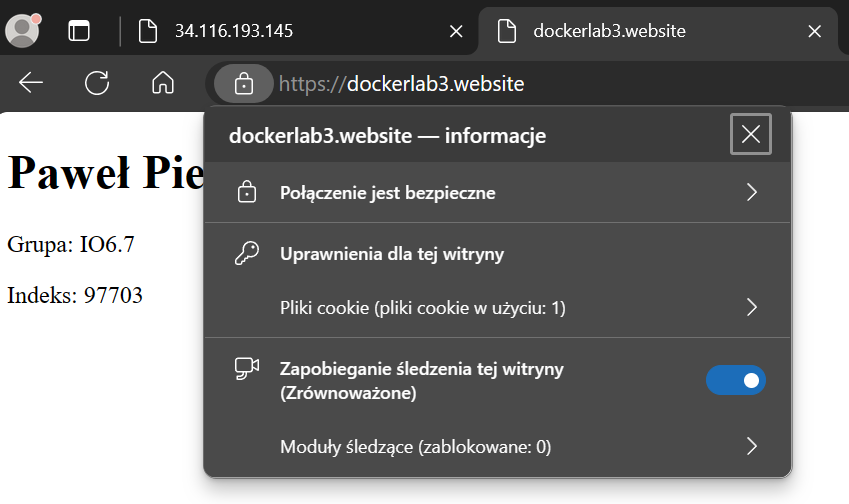 34.116.193.145
dockerlab3.website
https://dockerlab3.website
dockerlab3.website — informacje
Paweł Pie
Połączenie jest bezpieczne
Grupa: IO6.7
Uprawnienia dla tej witryny
Indeks: 97703
Pliki cookie (pliki cookie w użyciu: 1)
Zapobieganie śledzenia tej witryny
(Zrównoważone)
Moduły śledzące (zablokowane: 0)